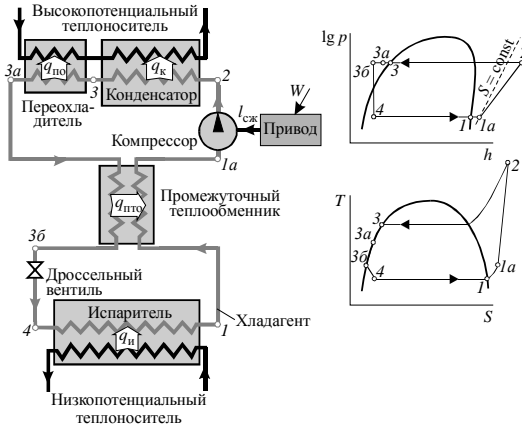 Высокопотенциальный
теплоноситель
qпо
qк
3а
3
2
Переохла-
дитель
Конденсатор
W
lсж
Компрессор
Привод
1а
Промежуточный
теплообменник
qпто
3б
Дроссельный
вентиль
Испаритель
Хладагент
4
1
qи
Низкопотенциальный
теплоноситель
lg p
3а
3б
3
S = const
4
1
1а
h
T
2
3
3а
3б
4
1а
1
S